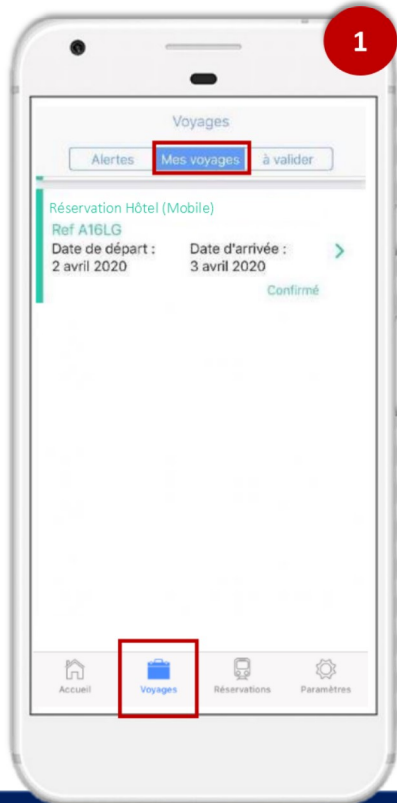 1
Voyages
Alertes Mes voyages à valider
Réservation Hôtel (Mobile)
Ref A16LG
Date de départ : Date d'arrivée :
2 avril 2020 3 avril 2020
Confirmé
Accueil Voyages Réservations Paramètres